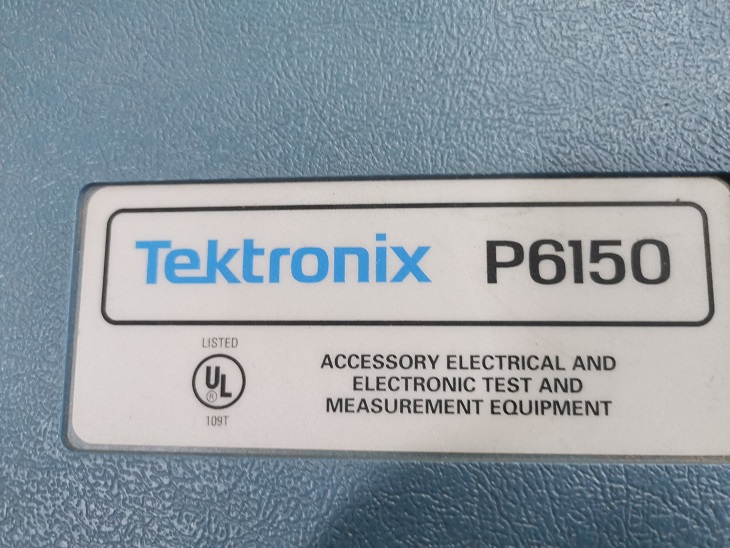 Tektronix P6150
LISTED
UL
®
109T
ACCESSORY ELECTRICAL AND
ELECTRONIC TEST AND
MEASUREMENT EQUIPMENT